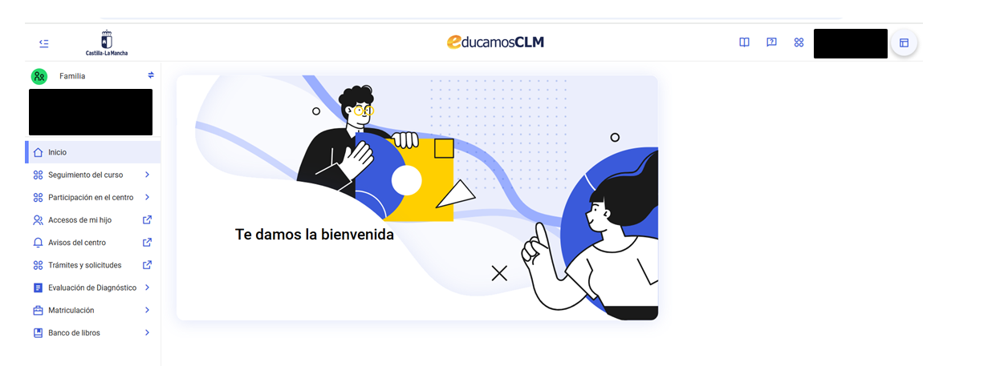 Castilla-La Mancha
educamosCLM
Familia
Inicio
Seguimiento del curso
Participación en el centro
Accesos de mi hijo
Avisos del centro
Trámites y solicitudes
Evaluación de Diagnóstico
Matriculación
Banco de libros
Te damos la bienvenida